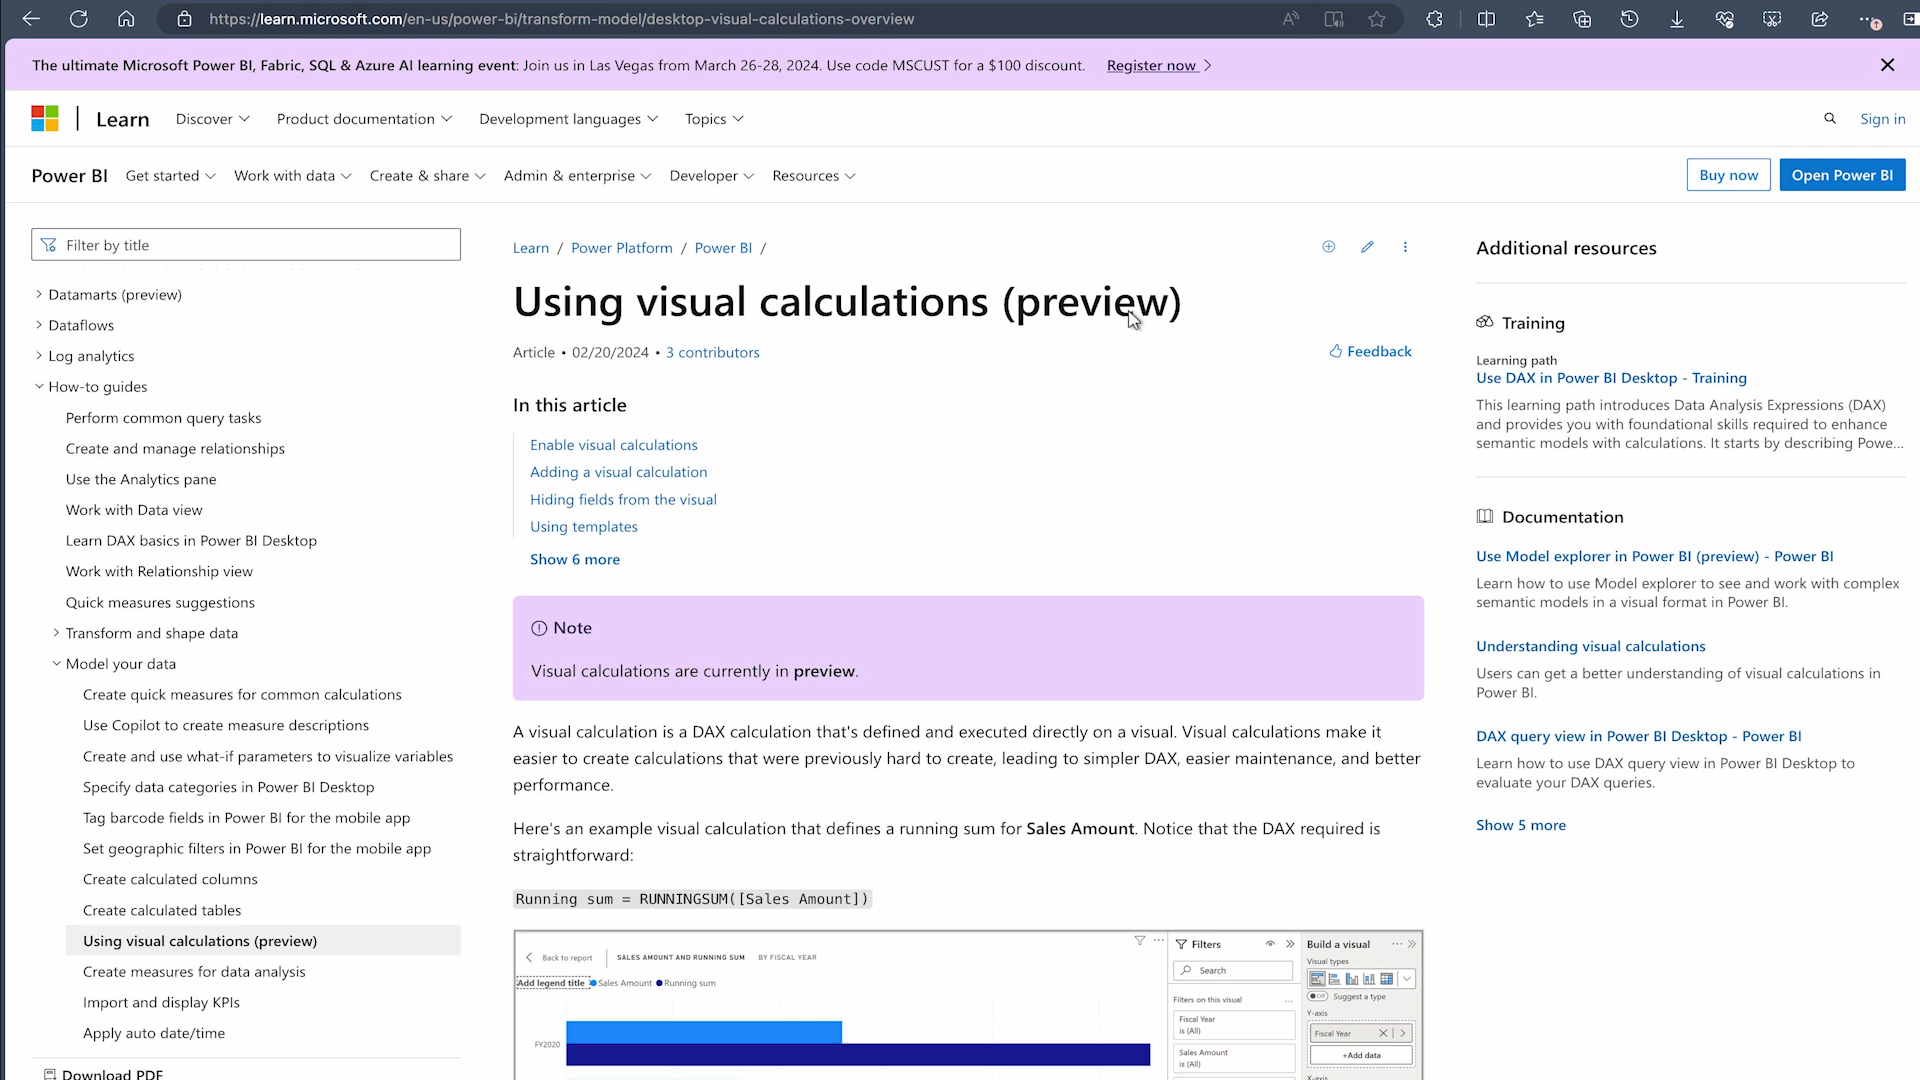 https://learn.microsoft.com/en-us/power-bi/transform-model/desktop-visual-calculations-overview
The ultimate Microsoft Power BI, Fabric, SQL & Azure AI learning event: Join us in Las Vegas from March 26-28, 2024. Use code MSCUST for a $100 discount. Register now
Learn Discover Product documentation Development languages Topics Sign in
Power BI Get started Work with data Create & share Admin & enterprise Developer Resources Buy now Open Power BI
Filter by title
Datamarts (preview)
Dataflows
Log analytics
How-to guides
Perform common query tasks
Create and manage relationships
Use the Analytics pane
Work with Data view
Learn DAX basics in Power BI Desktop
Work with Relationship view
Quick measures suggestions
Transform and shape data
Model your data
Create quick measures for common calculations
Use Copilot to create measure descriptions
Create and use what-if parameters to visualize variables
Specify data categories in Power BI Desktop
Tag barcode fields in Power BI for the mobile app
Set geographic filters in Power BI for the mobile app
Create calculated columns
Create calculated tables
Using visual calculations (preview)
Create measures for data analysis
Import and display KPIs
Apply auto date/time
Download PDF
Learn / Power Platform / Power BI /
Using visual calculations (preview)
Article • 02/20/2024 • 3 contributors
Feedback
In this article
Enable visual calculations
Adding a visual calculation
Hiding fields from the visual
Using templates
Show 6 more
Note
Visual calculations are currently in preview.
A visual calculation is a DAX calculation that's defined and executed directly on a visual. Visual calculations make it
easier to create calculations that were previously hard to create, leading to simpler DAX, easier maintenance, and better
performance.
Here's an example visual calculation that defines a running sum for Sales Amount. Notice that the DAX required is
straightforward:
Running sum = RUNNINGSUM([Sales Amount])
Back to report SALES AMOUNT AND RUNNING SUM BY FISCAL YEAR
Add legend title Sales Amount Running sum
FY2020
Filters
Search
Filters on this visual
Fiscal Year
is (All)
Sales Amount
is (All)
Build a visual
Visual types
Suggest a type
Y-axis
Fiscal Year
+Add data
Additional resources
Training
Learning path
Use DAX in Power BI Desktop - Training
This learning path introduces Data Analysis Expressions (DAX)
and provides you with foundational skills required to enhance
semantic models with calculations. It starts by describing Powe...
Documentation
Use Model explorer in Power BI (preview) - Power BI
Learn how to use Model explorer to see and work with complex
semantic models in a visual format in Power BI.
Understanding visual calculations
Users can get a better understanding of visual calculations in
Power BI.
DAX query view in Power BI Desktop - Power BI
Learn how to use DAX query view in Power BI Desktop to
evaluate your DAX queries.
Show 5 more